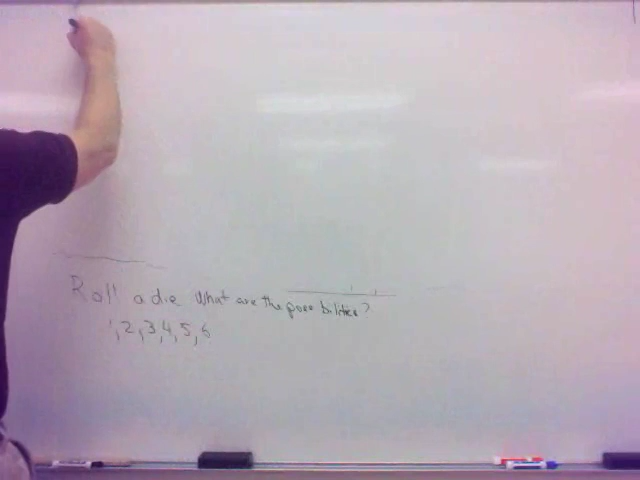 Roll a die What are the possibilities?
1,2,3,4,5,6